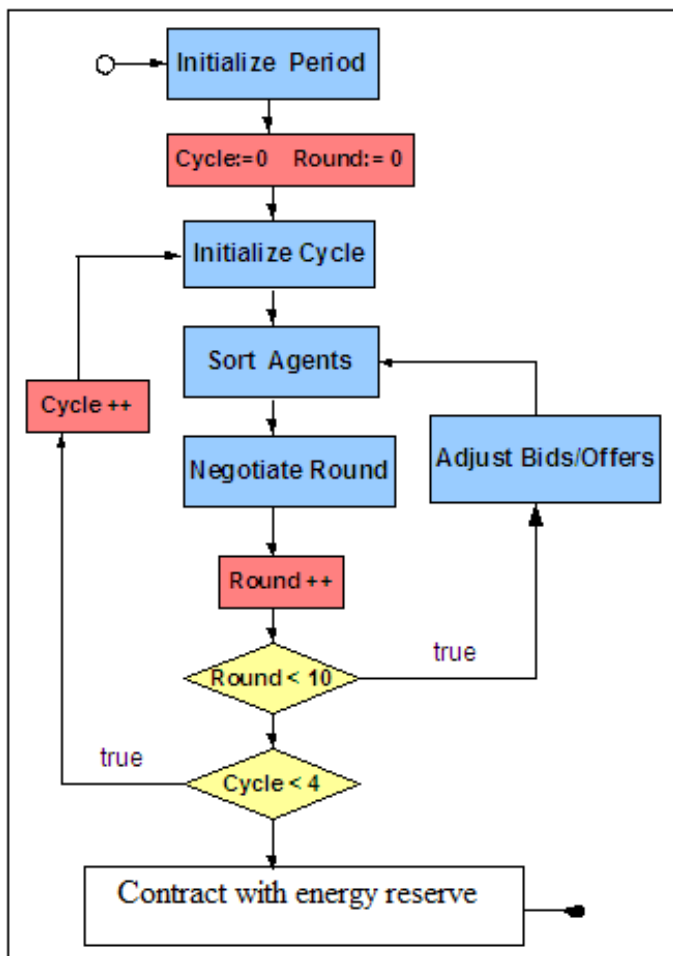 Initialize Period
Cycle:=0 Round:= 0
Initialize Cycle
Sort Agents
Cycle ++
Adjust Bids/Offers
Negotiate Round
Round ++
true
Round < 10
true
Cycle < 4
Contract with energy reserve